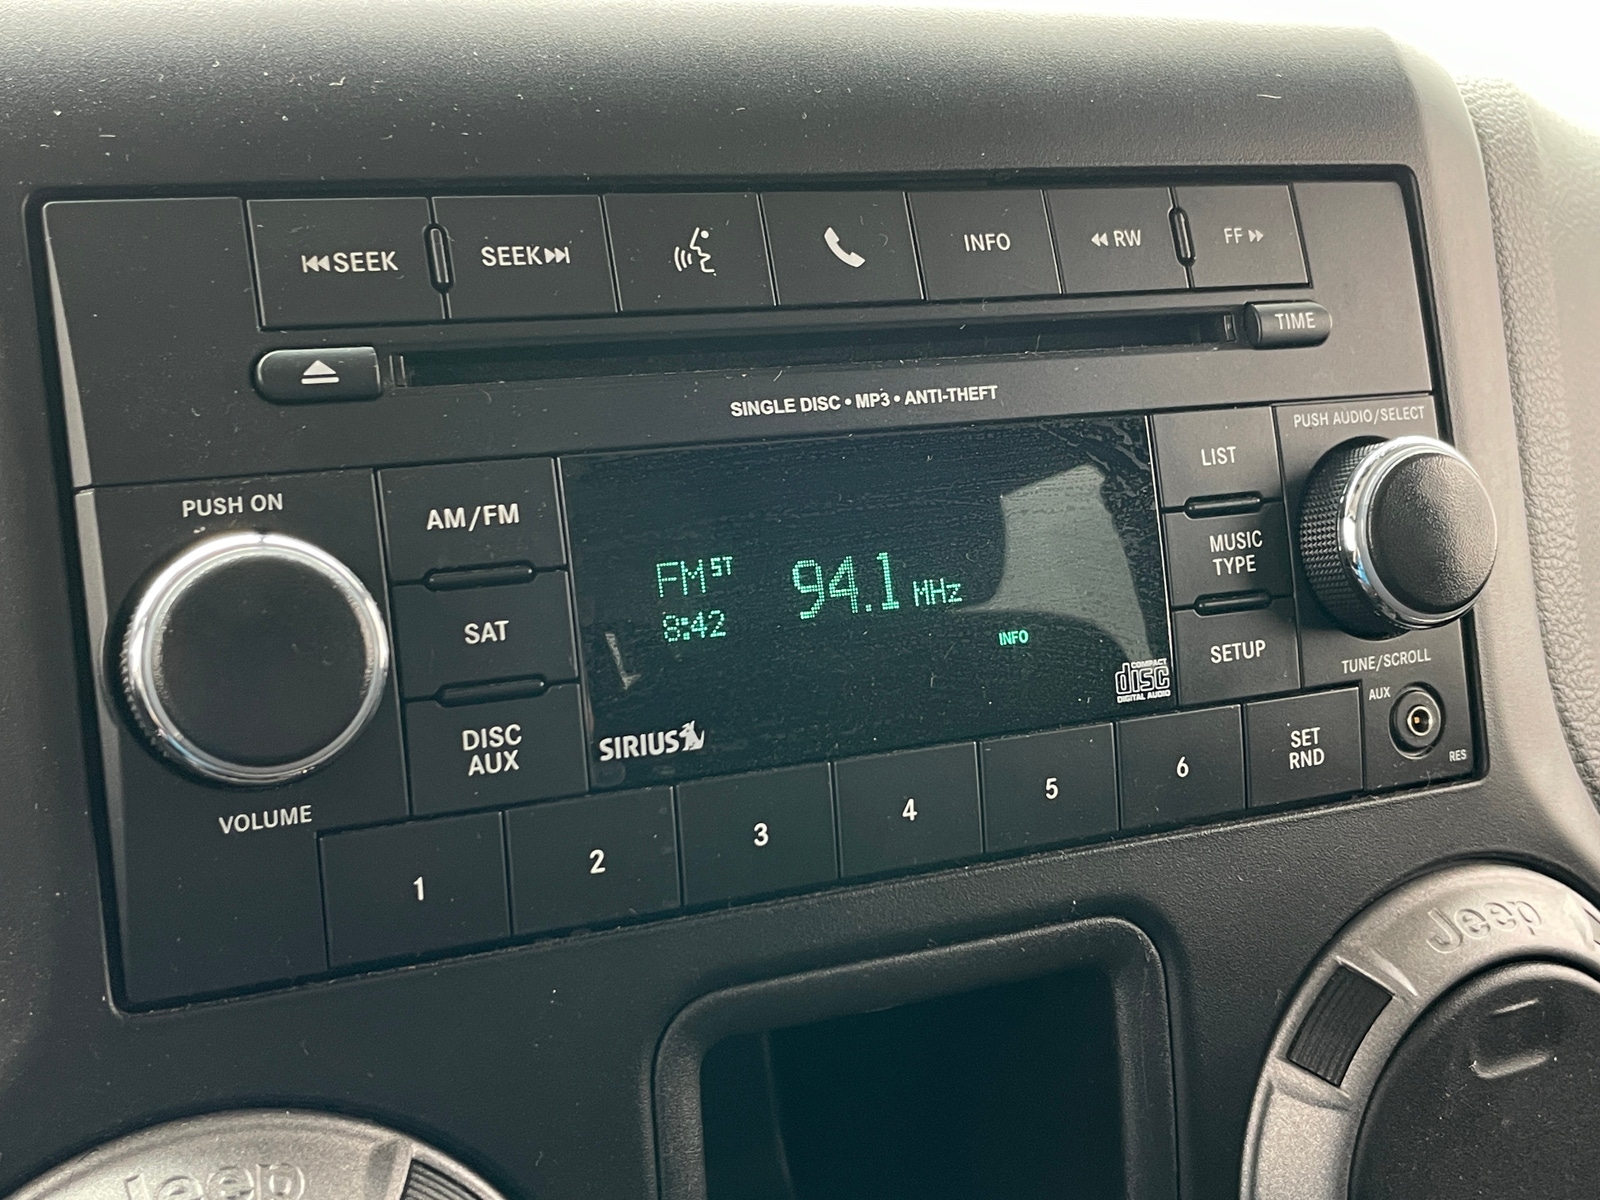 SEEK
SEEK
INFO
RW
FF
TIME
SINGLE DISC • MP3 • ANTI-THEFT
PUSH AUDIO/SELECT
PUSH ON
AM/FM
LIST
FM ST 94.1 MHz
8:42
INFO
MUSIC
TYPE
SAT
SETUP
TUNE/SCROLL
COMPACT
disc
DIGITAL AUDIO
AUX
RES
DISC
AUX
SIRIUS
VOLUME
1
2
3
4
5
6
SET
RND
Jeep
Jeep